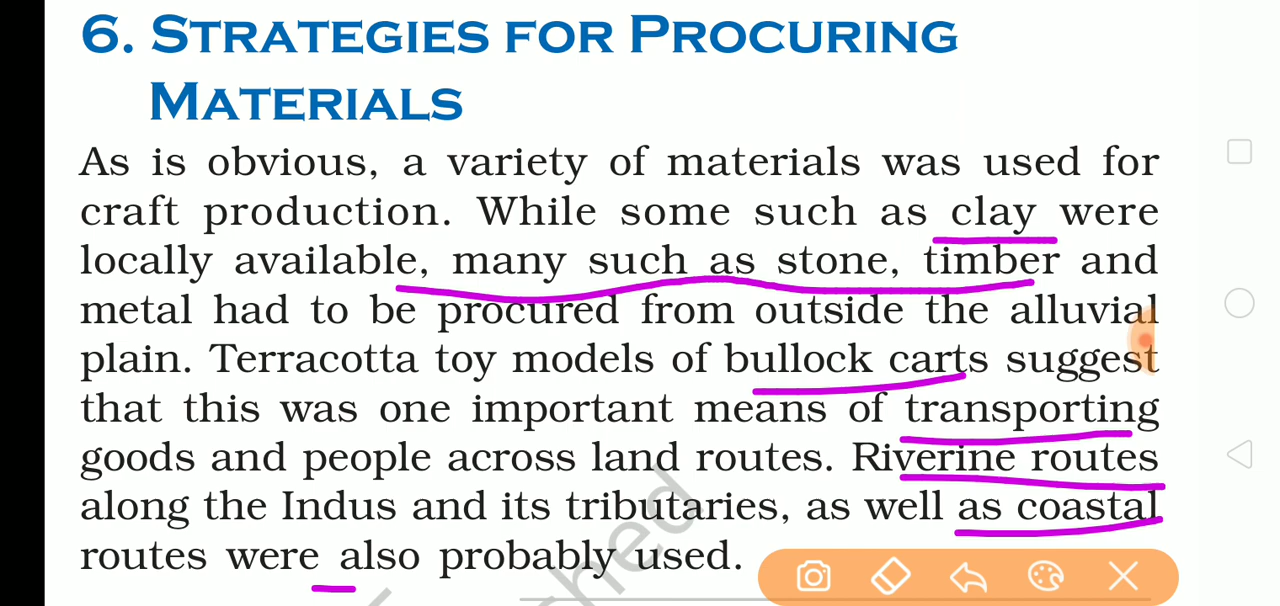 6. STRATEGIES FOR PROCURING
MATERIALS
As is obvious, a variety of materials was used for
craft production. While some such as clay were
locally available, many such as stone, timber and
metal had to be procured from outside the alluvial
plain. Terracotta toy models of bullock carts suggest
that this was one important means of transporting
goods and people across land routes. Riverine routes
along the Indus and its tributaries, as well as coastal
routes were also probably used.